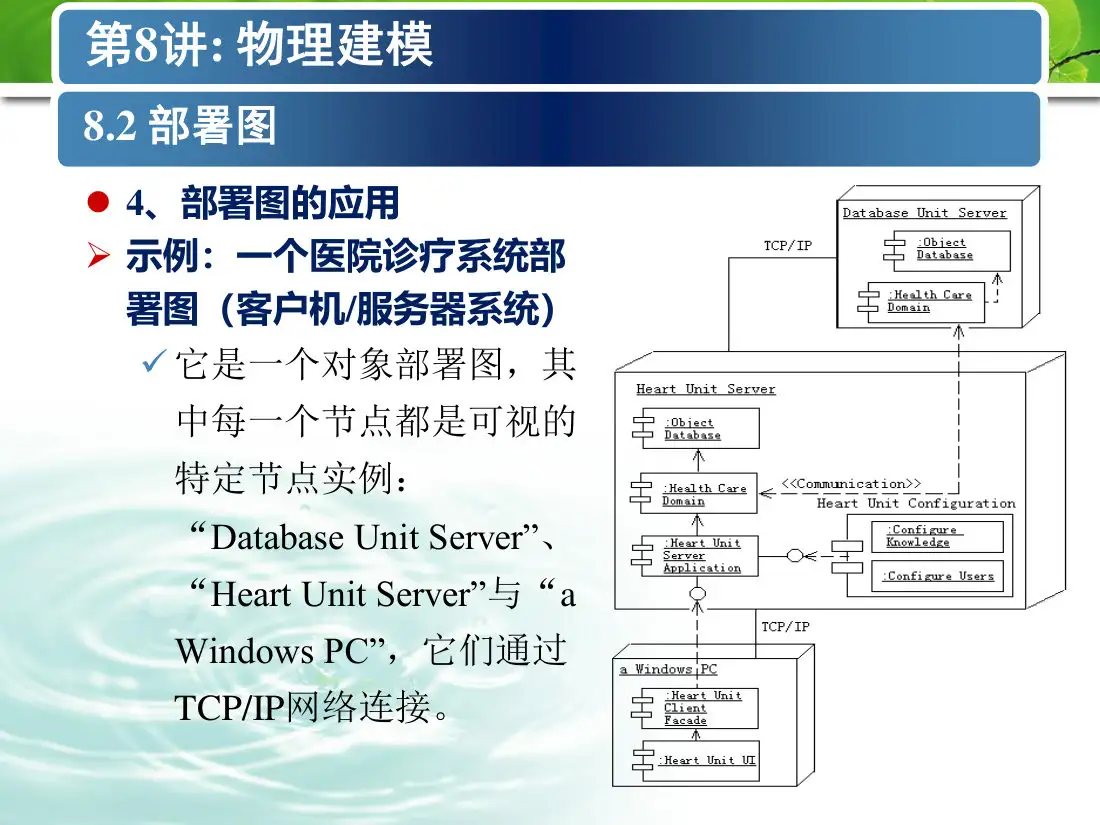 第8讲: 物理建模
8.2 部署图
4、部署图的应用
示例：一个医院诊疗系统部
署图（客户机/服务器系统）
它是一个对象部署图，其
中每一个节点都是可视的
特定节点实例：
“Database Unit Server”、
“Heart Unit Server”与“a
Windows PC”，它们通过
TCP/IP网络连接。
Database Unit Server
TCP/IP
:Object
Database
:Health Care
Domain
Heart Unit Server
:Object
Database
:Health Care
Domain
<<Communication>>
Heart Unit Configuration
:Configure
Knowledge
:Heart Unit
Server
Application
:Configure Users
TCP/IP
a Windows PC
:Heart Unit
Client
Facade
:Heart Unit UI